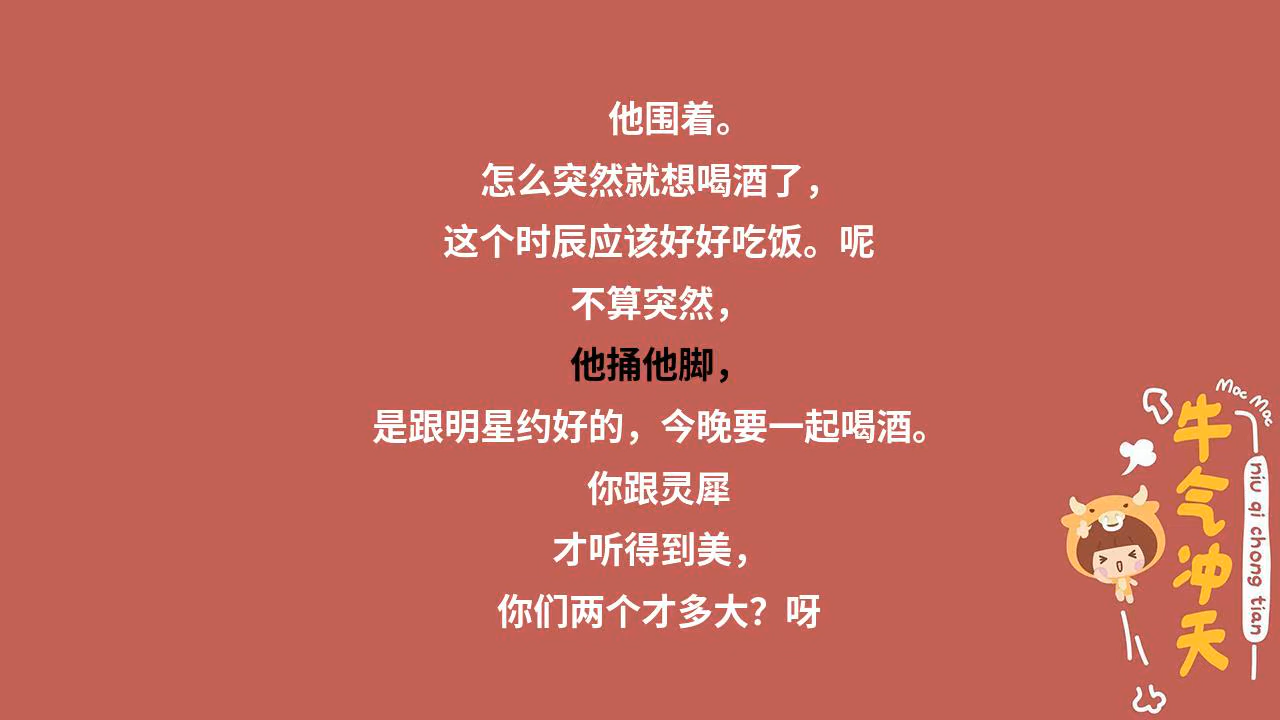 他围着。
怎么突然就想喝酒了，
这个时辰应该好好吃饭。呢
不算突然，
他捅他脚，
是跟明星约好的，今晚要一起喝酒。
你跟灵犀
才听得到美，
你们两个才多大？呀
Moc Moc
牛气冲天
niu qi chong tian